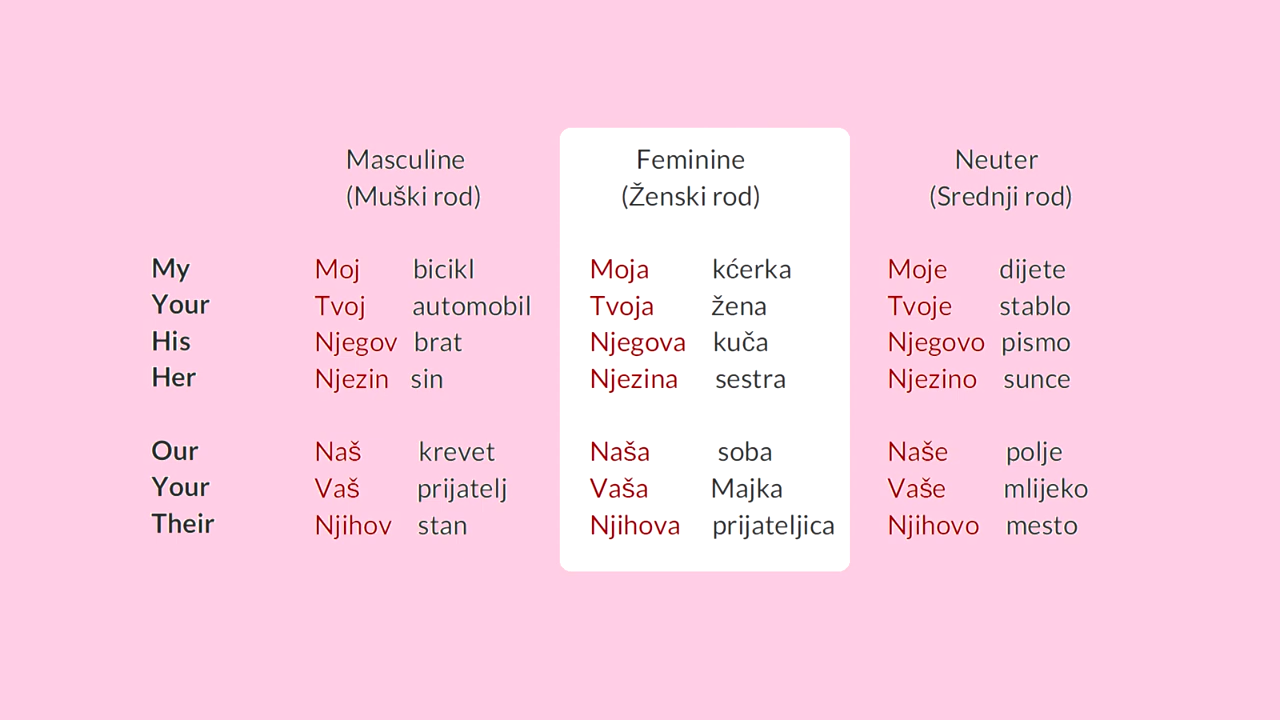 Masculine Feminine Neuter
(Muški rod) (Ženski rod) (Srednji rod)
My Moj bicikl Moja kćerka Moje dijete
Your Tvoj automobil Tvoja žena Tvoje stablo
His Njegov brat Njegova kuča Njegovo pismo
Her Njezin sin Njezina sestra Njezino sunce
Our Naš krevet Naša soba Naše polje
Your Vaš prijatelj Vaša Majka Vaše mlijeko
Their Njihov stan Njihova prijateljica Njihovo mesto